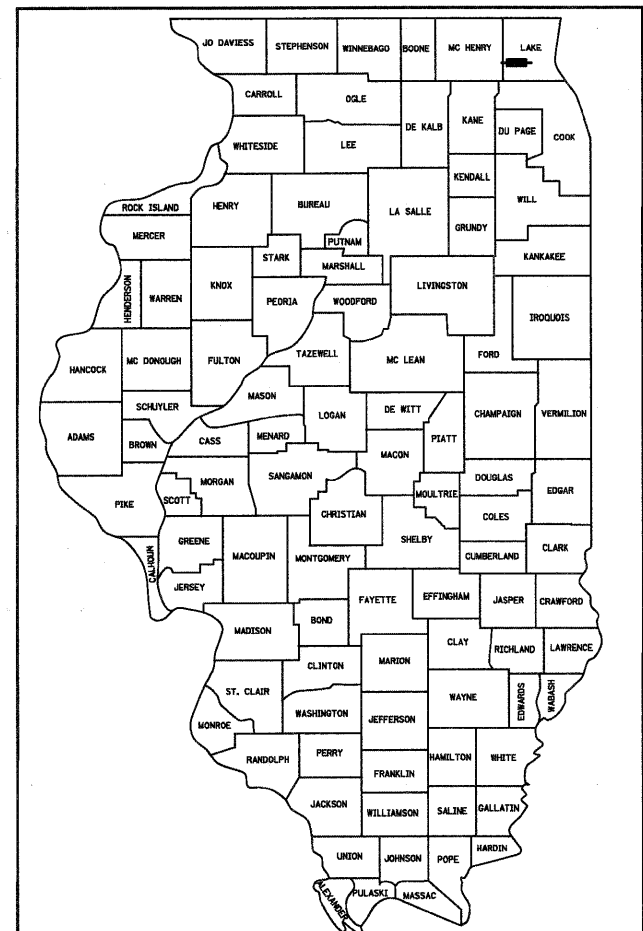 JO DAVIESS STEPHENSON WINNEBAGO BOONE MC HENRY LAKE
CARROLL OGLE DE KALB KANE DU PAGE COOK
WHITESIDE LEE
KENDALL WILL
ROCK ISLAND HENRY BUREAU LA SALLE GRUNDY
MERCER PUTNAM KANKAKEE
STARK MARSHALL
HENDERSON WARREN KNOX PEORIA WOODFORD LIVINGSTON IROQUOIS
HANCOCK MC DONOUGH FULTON TAZEWELL MC LEAN FORD
SCHUYLER MASON LOGAN DE WITT CHAMPAIGN VERMILION
ADAMS BROWN CASS MENARD MACON PIATT
PIKE SCOTT MORGAN SANGAMON CHRISTIAN MOULTRIE DOUGLAS EDGAR
COLES
CALHOUN GREENE MACOUPIN MONTGOMERY SHELBY CUMBERLAND CLARK
JERSEY FAYETTE EFFINGHAM JASPER CRAWFORD
MADISON BOND
CLINTON MARION CLAY RICHLAND LAWRENCE
ST. CLAIR WAYNE EDWARDS WABASH
MONROE WASHINGTON JEFFERSON
RANDOLPH PERRY FRANKLIN HAMILTON WHITE
JACKSON WILLIAMSON SALINE GALLATIN
UNION JOHNSON POPE HARDIN
ALEXANDER PULASKI MASSAC